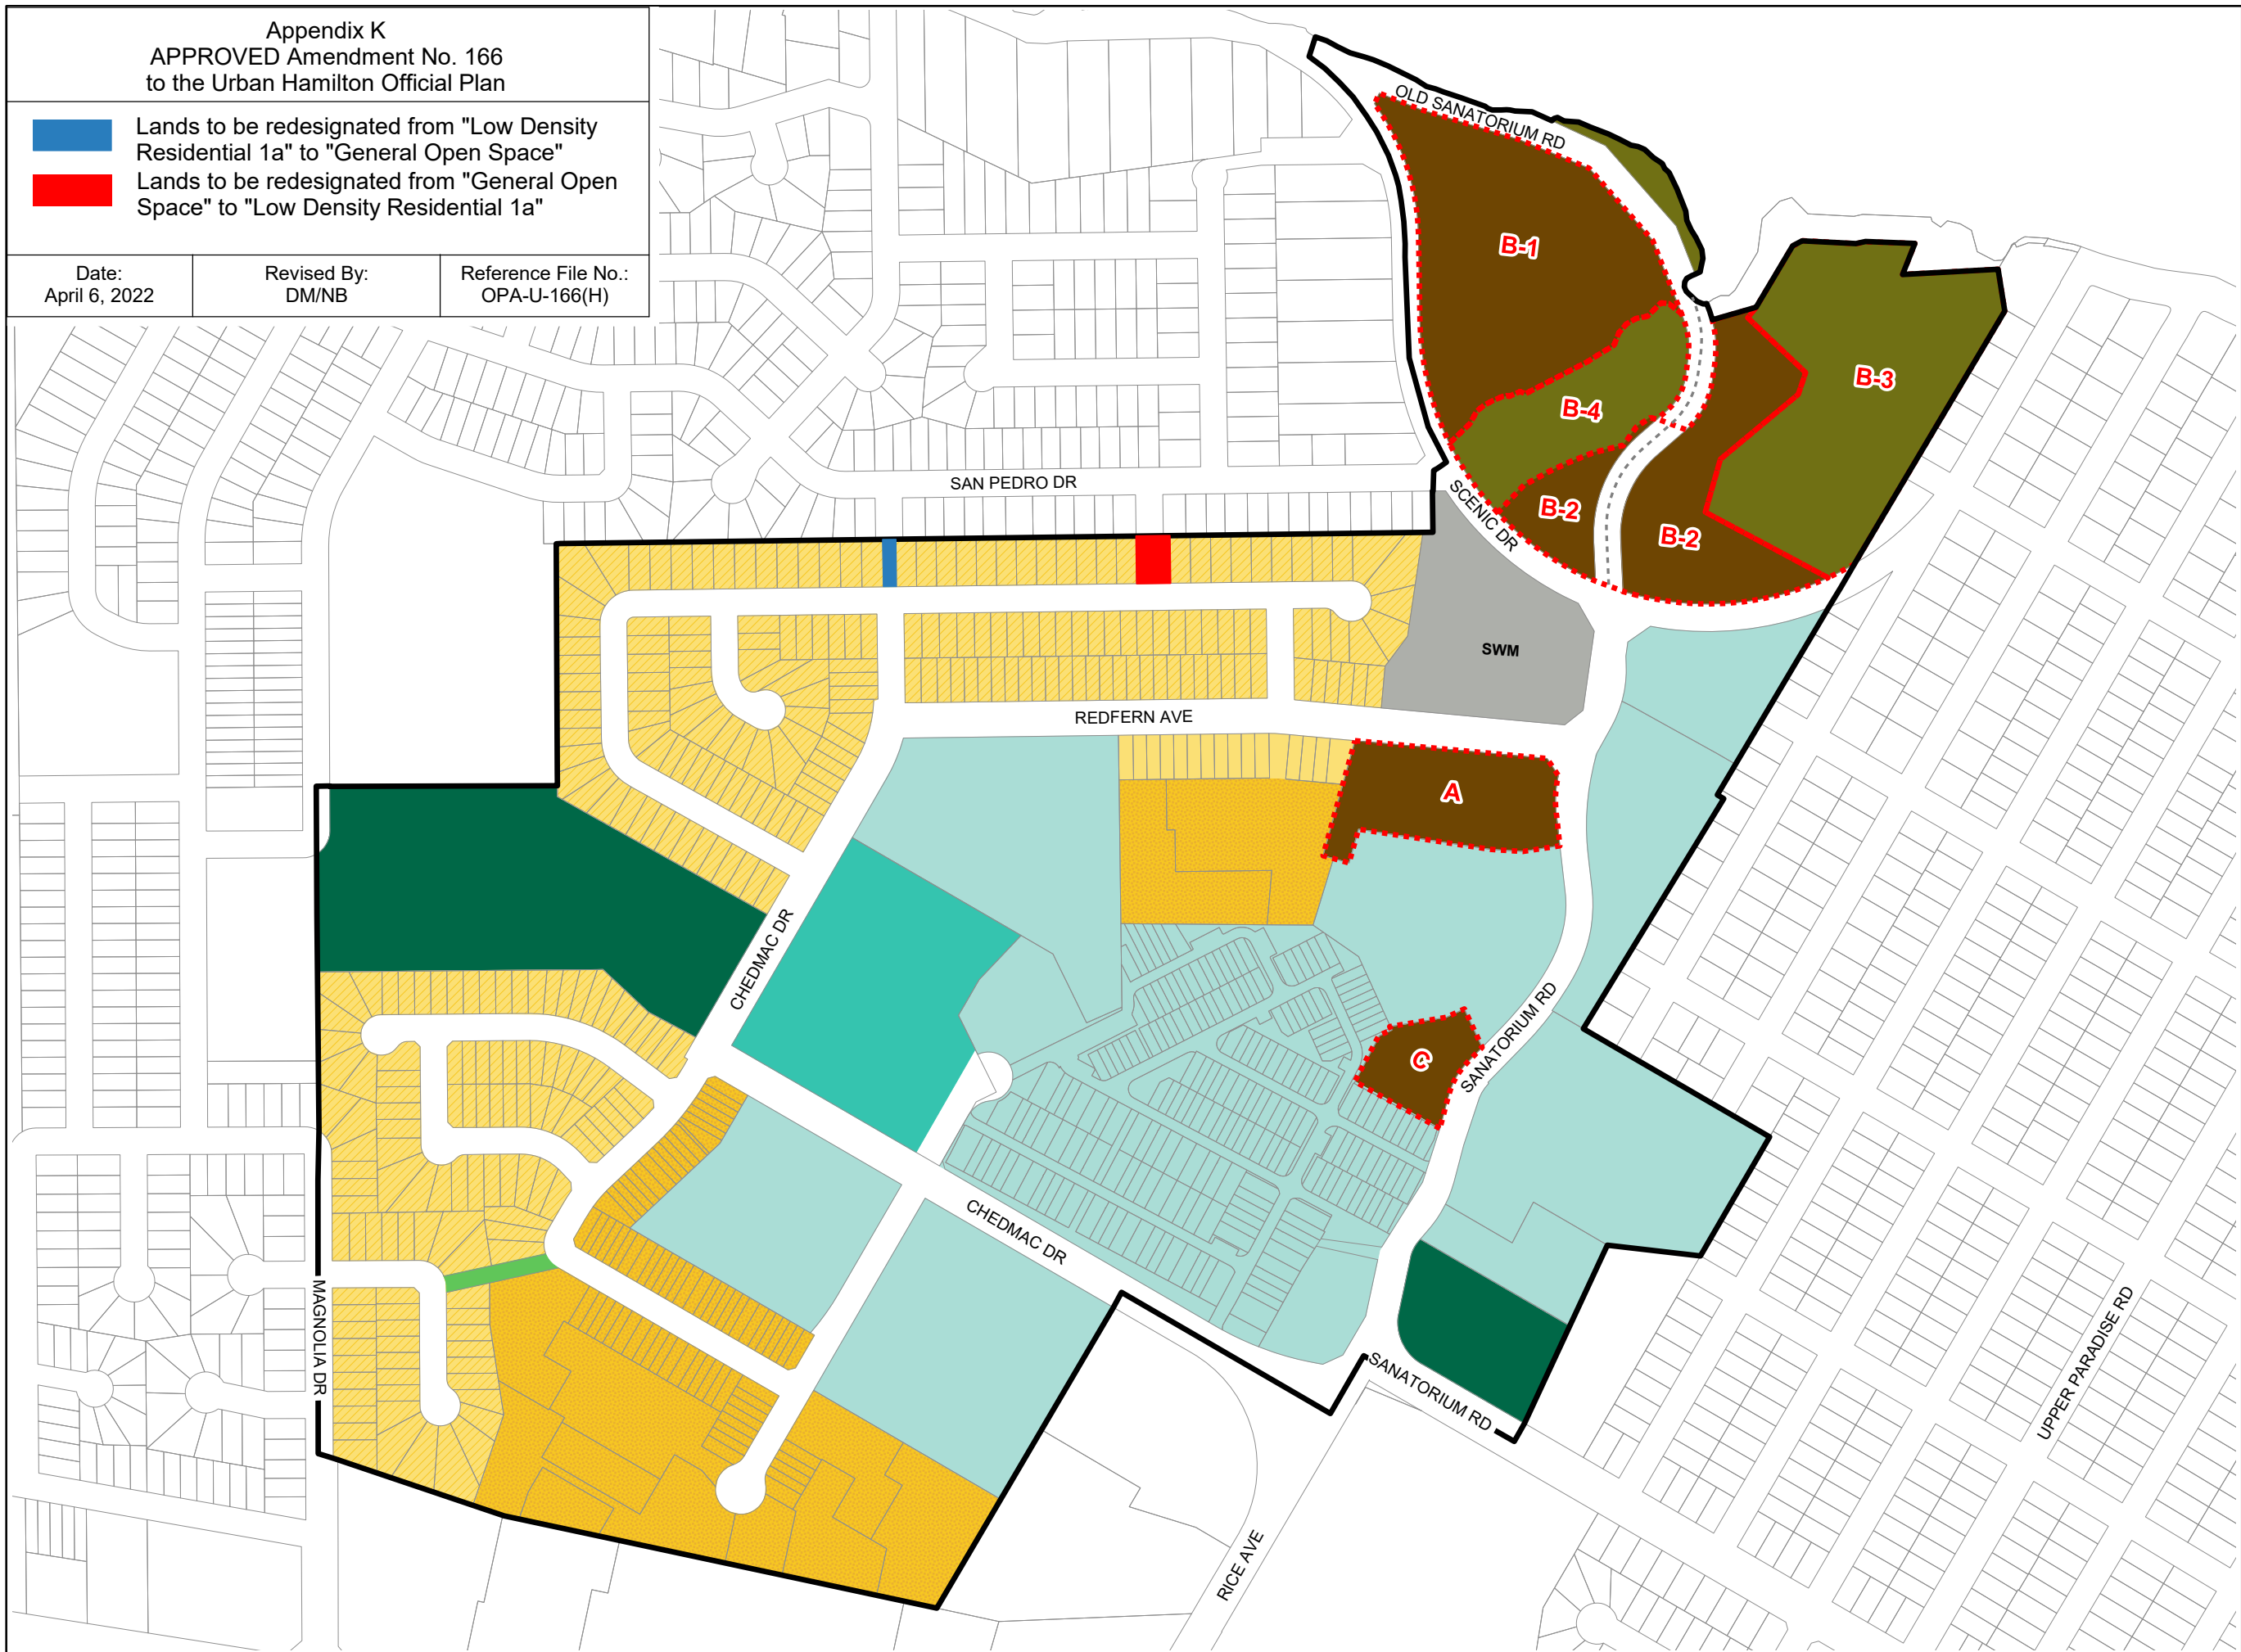 Appendix K
APPROVED Amendment No. 166
to the Urban Hamilton Official Plan
Lands to be redesignated from "Low Density
Residential 1a" to "General Open Space"
Lands to be redesignated from "General Open
Space" to "Low Density Residential 1a"
Date:
April 6, 2022
Revised By:
DM/NB
Reference File No.:
OPA-U-166(H)
OLD SANATORIUM RD
B-1
B-3
B-4
SAN PEDRO DR
SCENIC DR
B-2
B-2
SWM
REDFERN AVE
A
CHEDMAC DR
SANATORIUM RD
C
CHEDMAC DR
MAGNOLIA DR
SANATORIUM RD
UPPER PARADISE RD
RICE AVE